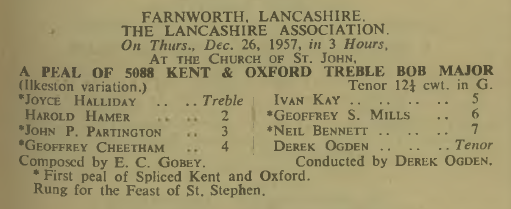 FARNWORTH, LANCASHIRE.
THE LANCASHIRE ASSOCIATION.
On Thurs., Dec. 26, 1957, in 3 Hours,
AT THE CHURCH OF ST. JOHN,
A PEAL OF 5088 KENT & OXFORD TREBLE BOB MAJOR
(Ilkeston variation.) Tenor 12¼ cwt. in G.
*JOYCE HALLIDAY .. .. Treble
HAROLD HAMER .. .. 2
*JOHN P. PARTINGTON .. 3
*GEOFFREY CHEETHAM .. 4
IVAN KAY .. .. .. .. 5
*GEOFFREY S. MILLS .. 6
*NEIL BENNETT .. .. .. 7
DEREK OGDEN .. .. .. Tenor
Composed by E. C. GOBEY. Conducted by DEREK OGDEN.
* First peal of Spliced Kent and Oxford.
Rung for the Feast of St. Stephen.